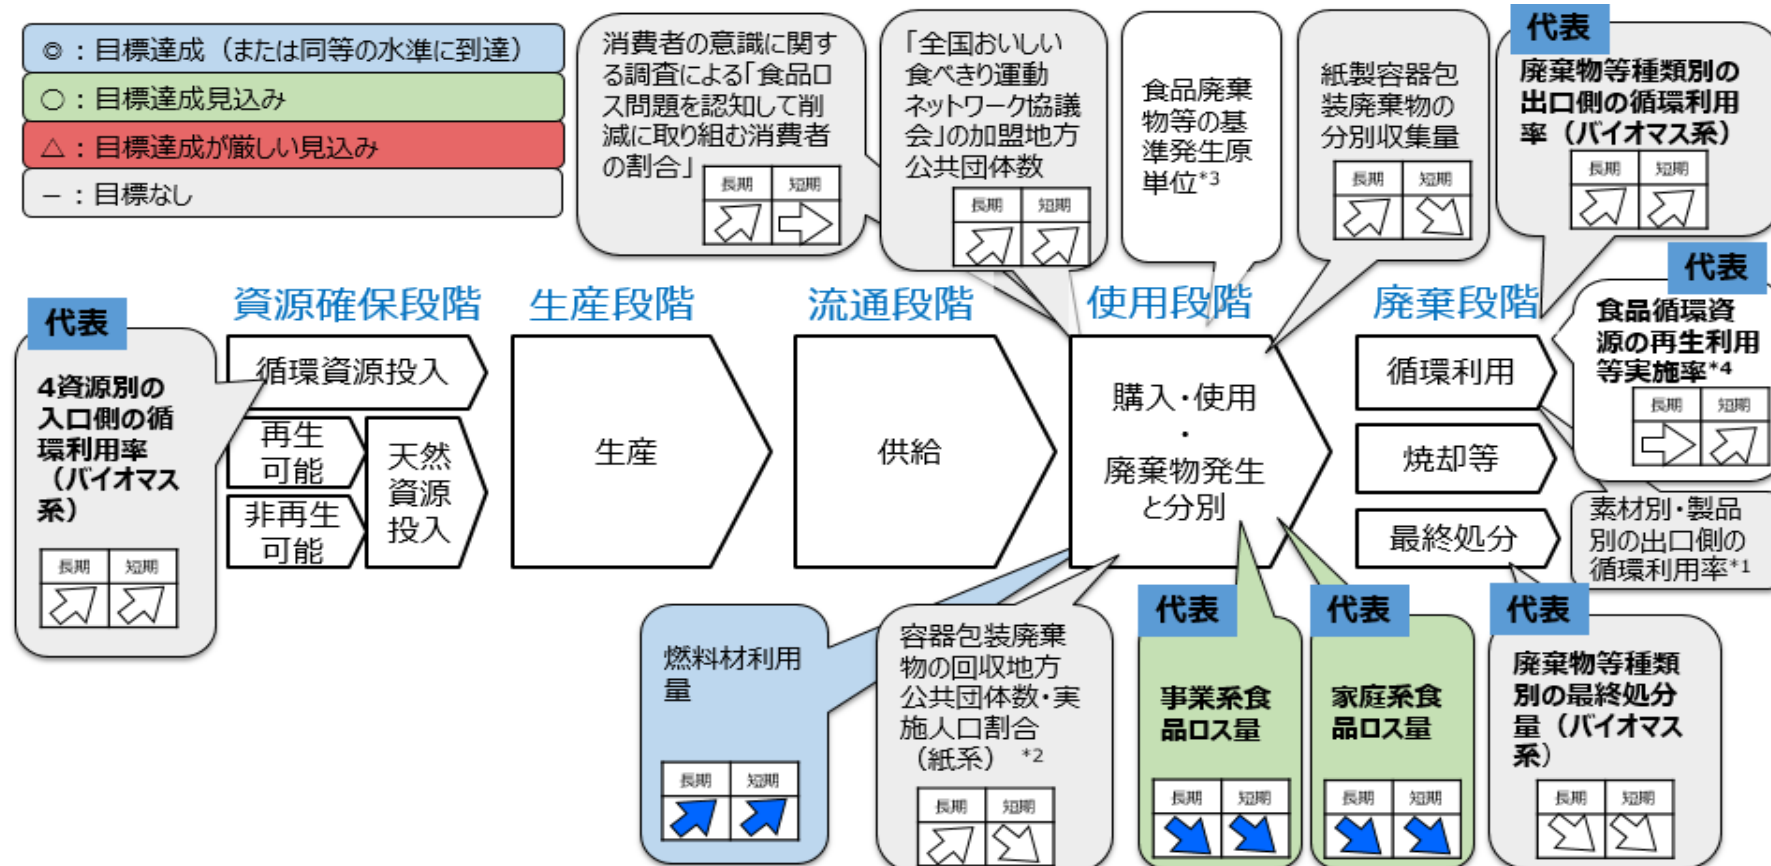 ◎：目標達成（または同等の水準に到達）
○：目標達成見込み
△：目標達成が厳しい見込み
－：目標なし
消費者の意識に関す
る調査による「食品ロ
ス問題を認知して削
減に取り組む消費者
の割合」
長期 短期
「全国おいしい
食べきり運動
ネットワーク協議
会」の加盟地方
公共団体数
長期 短期
食品廃棄
物等の基
準発生原
単位*3
紙製容器包
装廃棄物の
分別収集量
長期 短期
代表
廃棄物等種類別の
出口側の循環利用
率（バイオマス系）
長期 短期
代表
4資源別の
入口側の循
環利用率
（バイオマス
系）
長期 短期
資源確保段階
循環資源投入
再生
可能
非再生
可能
天然
資源
投入
生産段階
生産
流通段階
供給
使用段階
購入・使用
・
廃棄物発生
と分別
廃棄段階
循環利用
焼却等
最終処分
代表
食品循環資
源の再生利用
等実施率*4
長期 短期
素材別・製品
別の出口側の
循環利用率*1
燃料材利用
量
長期 短期
容器包装廃棄
物の回収地方
公共団体数・実
施人口割合
（紙系） *2
長期 短期
代表
事業系食
品ロス量
長期 短期
代表
家庭系食
品ロス量
長期 短期
代表
廃棄物等種類
別の最終処分
量（バイオマス
系）
長期 短期